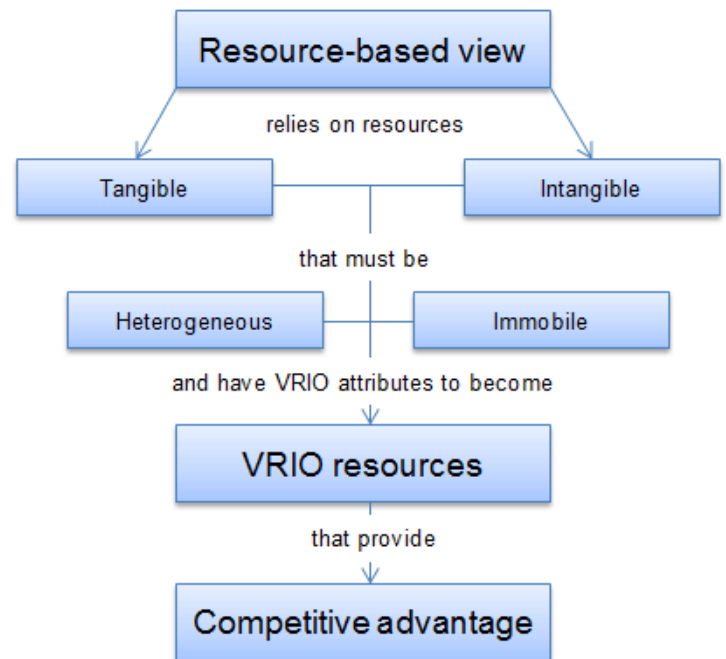 Resource-based view
relies on resources
Tangible
Intangible
that must be
Heterogeneous
Immobile
and have VRIO attributes to become
VRIO resources
that provide
Competitive advantage